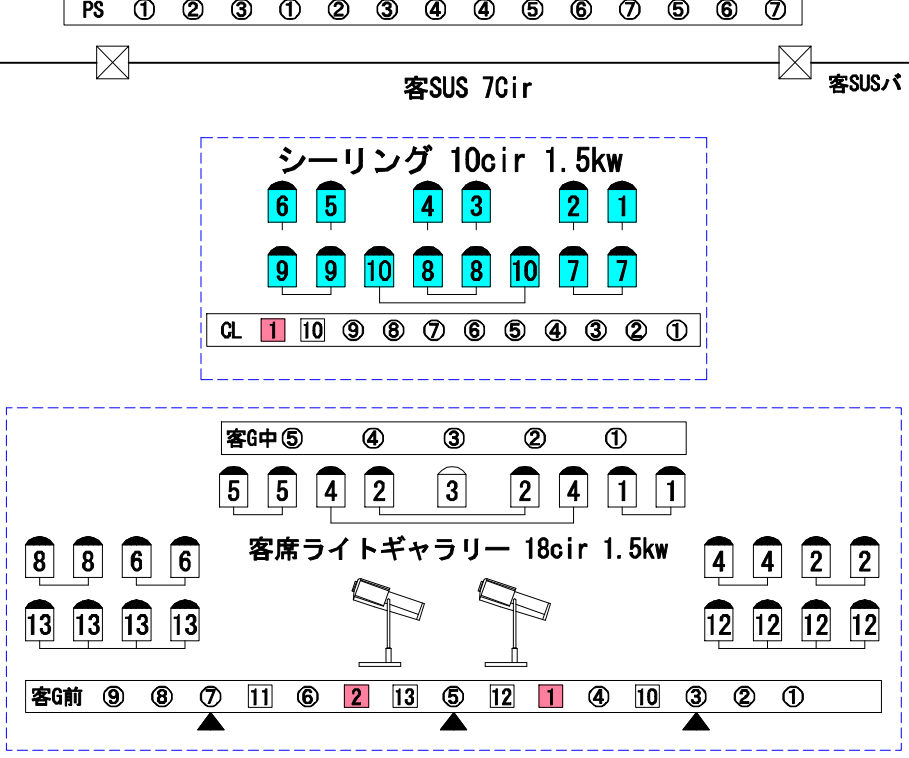 PS ① ② ③ ① ② ③ ④ ④ ⑤ ⑥ ⑦ ⑤ ⑥ ⑦
客SUS 7Cir
客SUSバ
シーリング 10cir 1.5kw
6 5 4 3 2 1
9 9 10 8 8 10 7 7
CL 1 10 ⑨ ⑧ ⑦ ⑥ ⑤ ④ ③ ② ①
客G中 ⑤ ④ ③ ② ①
5 5 4 2 3 2 4 1 1
客席ライトギャラリー 18cir 1.5kw
8 8 6 6 4 4 2 2
13 13 13 13 12 12 12 12
客G前 ⑨ ⑧ ⑦ 11 ⑥ 2 13 ⑤ 12 1 ④ 10 ③ ② ①